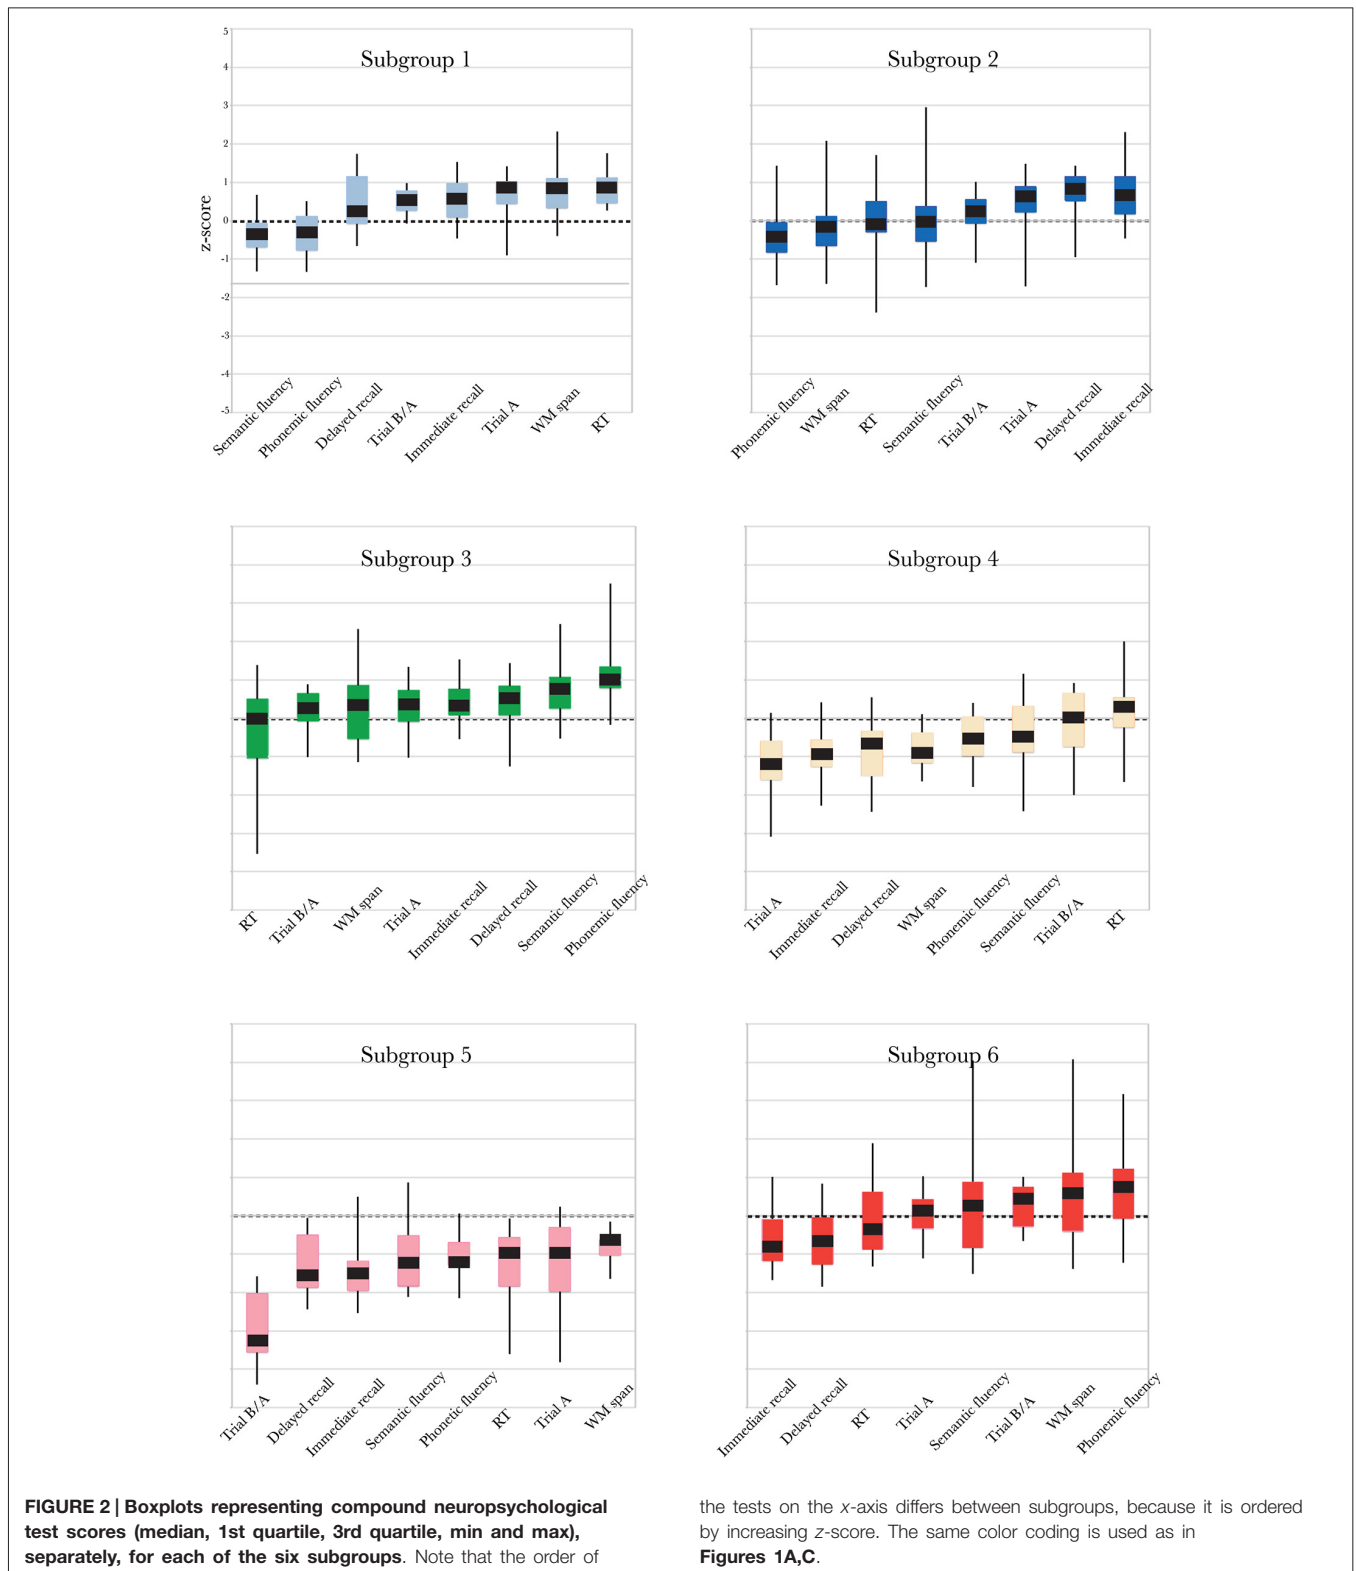 Subgroup 1
5
4
3
2
1
0
-1
-2
-3
-4
-5
z-score
Semantic fluency
Phonemic fluency
Delayed recall
Trial B/A
Immediate recall
Trial A
WM span
RT
Subgroup 2
Phonemic fluency
WM span
RT
Semantic fluency
Trial B/A
Trial A
Delayed recall
Immediate recall
Subgroup 3
RT
Trial B/A
WM span
Trial A
Immediate recall
Delayed recall
Semantic fluency
Phonemic fluency
Subgroup 4
Trial A
Immediate recall
Delayed recall
WM span
Phonemic fluency
Semantic fluency
Trial B/A
RT
Subgroup 5
Trial B/A
Delayed recall
Immediate recall
Semantic fluency
Phonetic fluency
RT
Trial A
WM span
Subgroup 6
Immediate recall
Delayed recall
RT
Trial A
Semantic fluency
Trial B/A
WM span
Phonemic fluency
FIGURE 2 | Boxplots representing compound neuropsychological
test scores (median, 1st quartile, 3rd quartile, min and max),
separately, for each of the six subgroups. Note that the order of
the tests on the x-axis differs between subgroups, because it is ordered
by increasing z-score. The same color coding is used as in
Figures 1A,C.